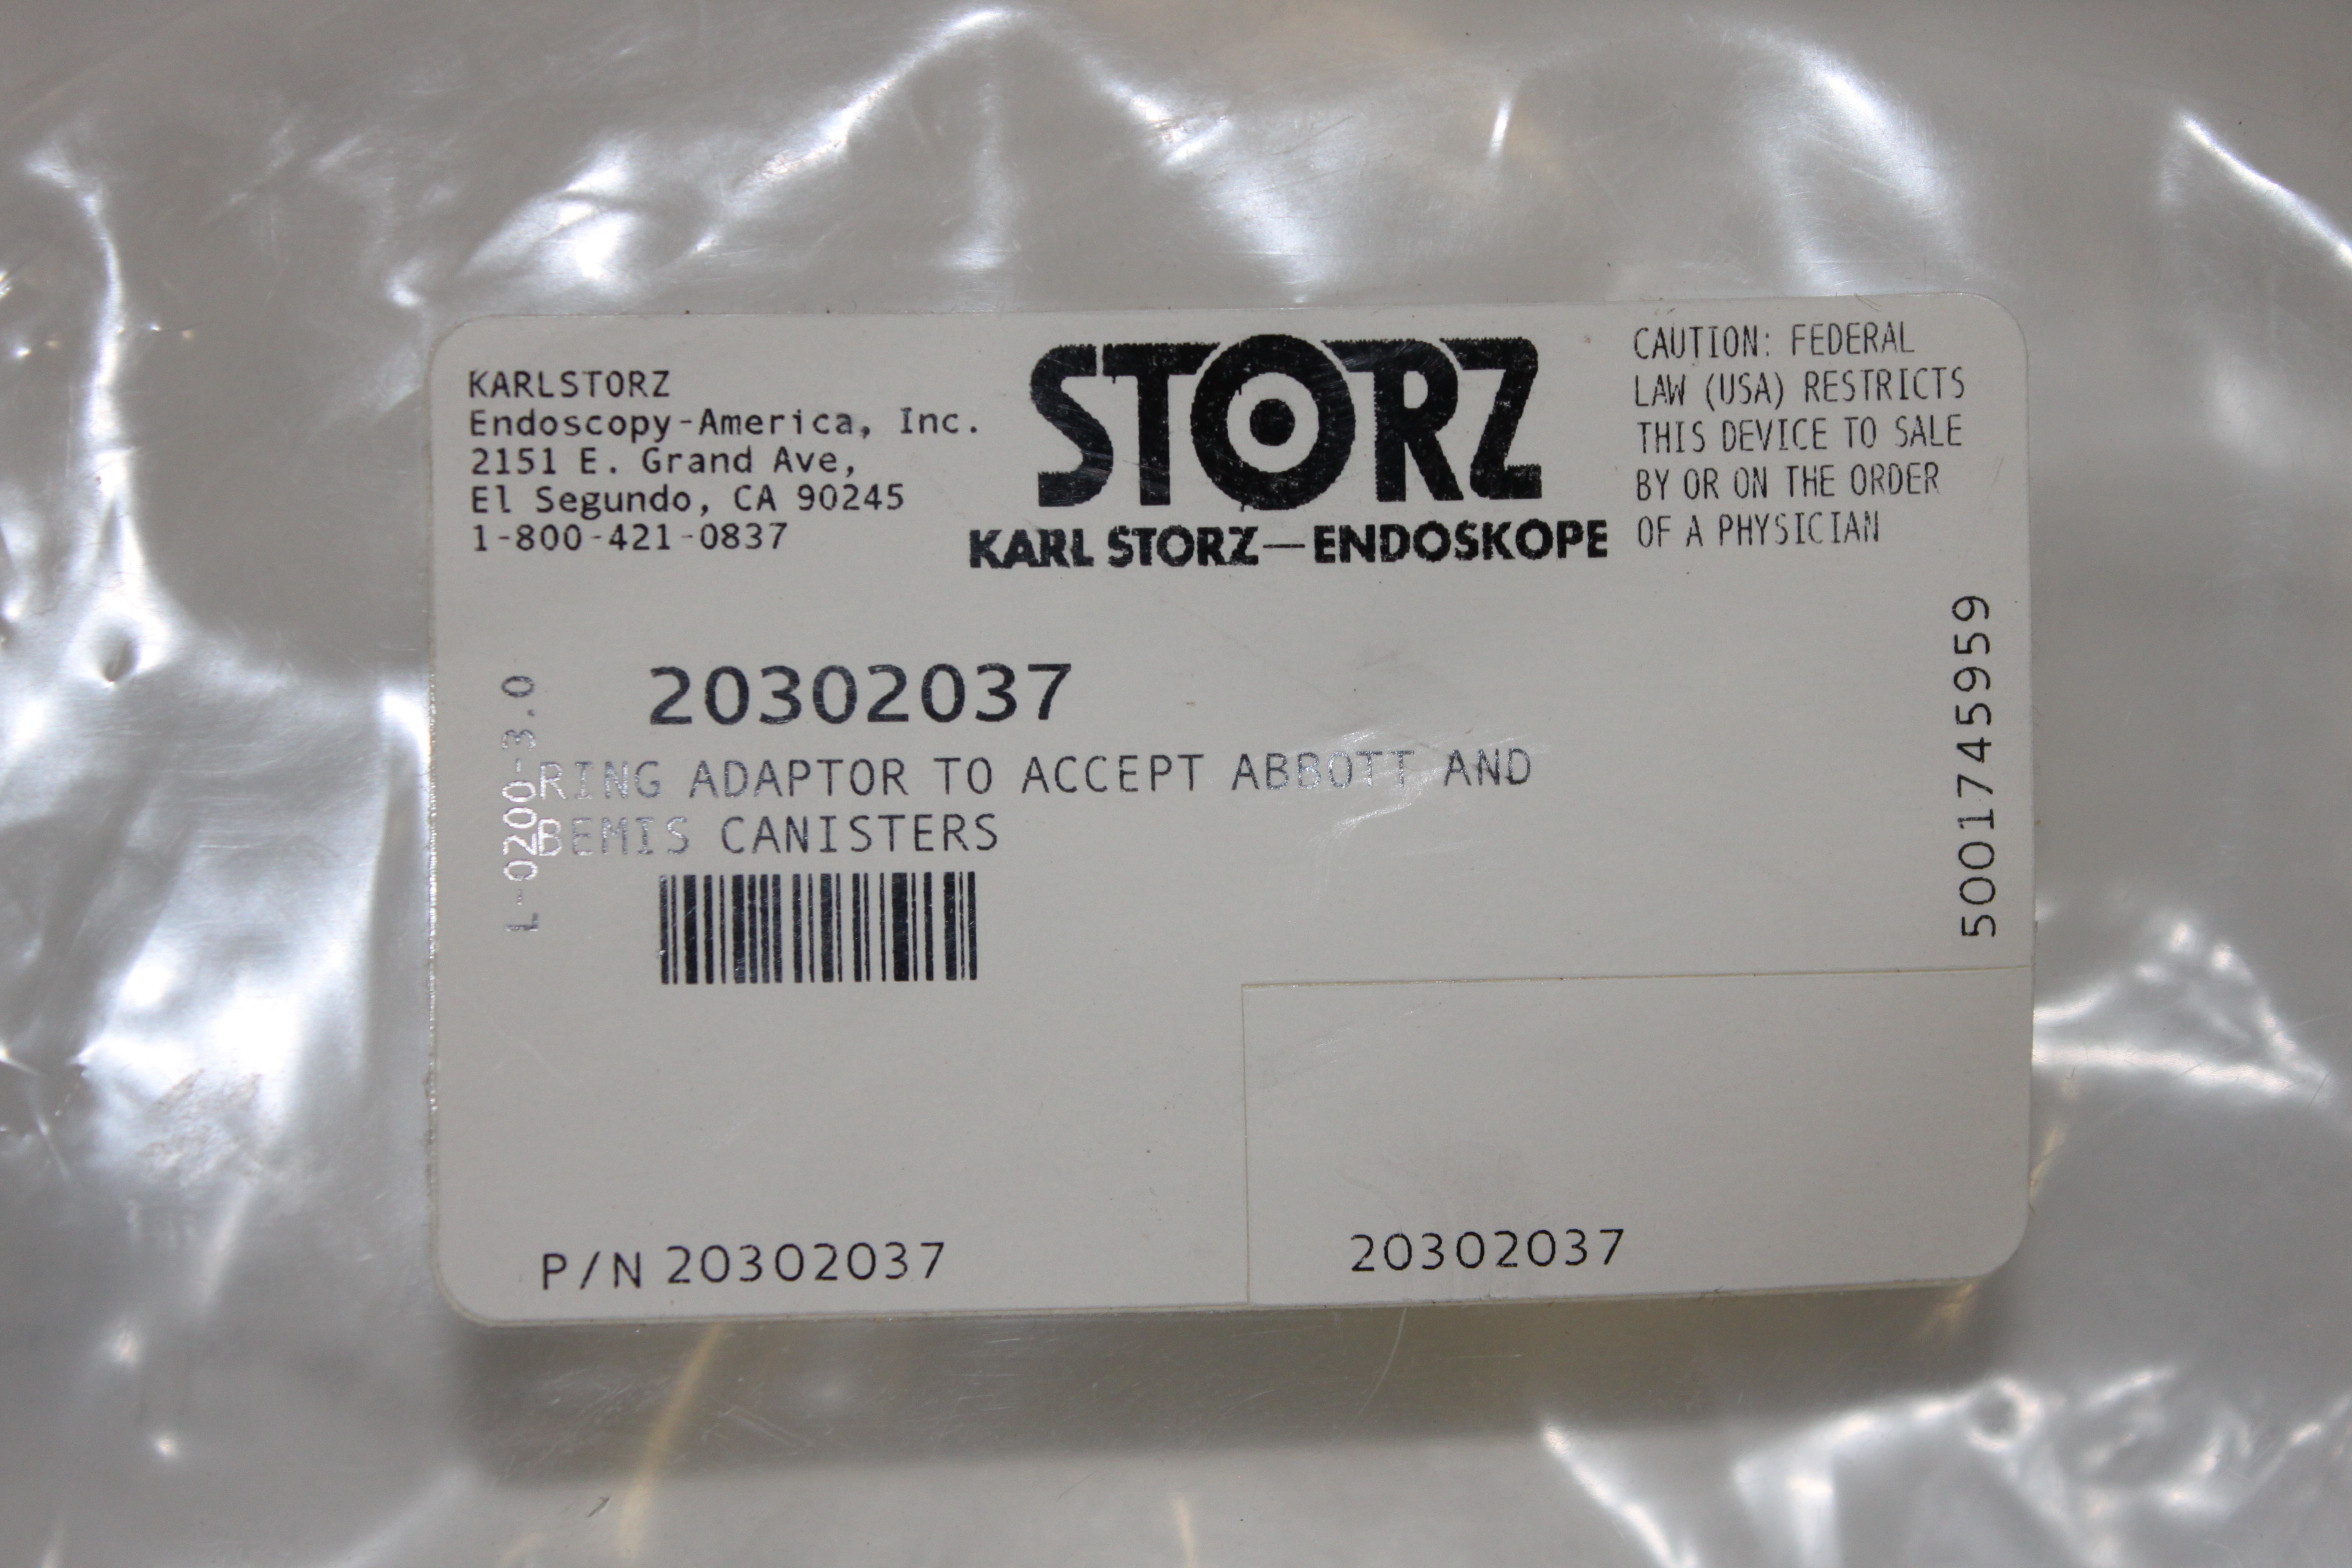 KARLSTORZ
Endoscopy-America, Inc.
2151 E. Grand Ave,
El Segundo, CA 90245
1-800-421-0837
STORZ
KARL STORZ—ENDOSKOPE
CAUTION: FEDERAL
LAW (USA) RESTRICTS
THIS DEVICE TO SALE
BY OR ON THE ORDER
OF A PHYSICIAN
20302037
RING ADAPTOR TO ACCEPT ABBOTT AND
BEMIS CANISTERS
L-0200-3.0
5001745959
P/N 20302037
20302037